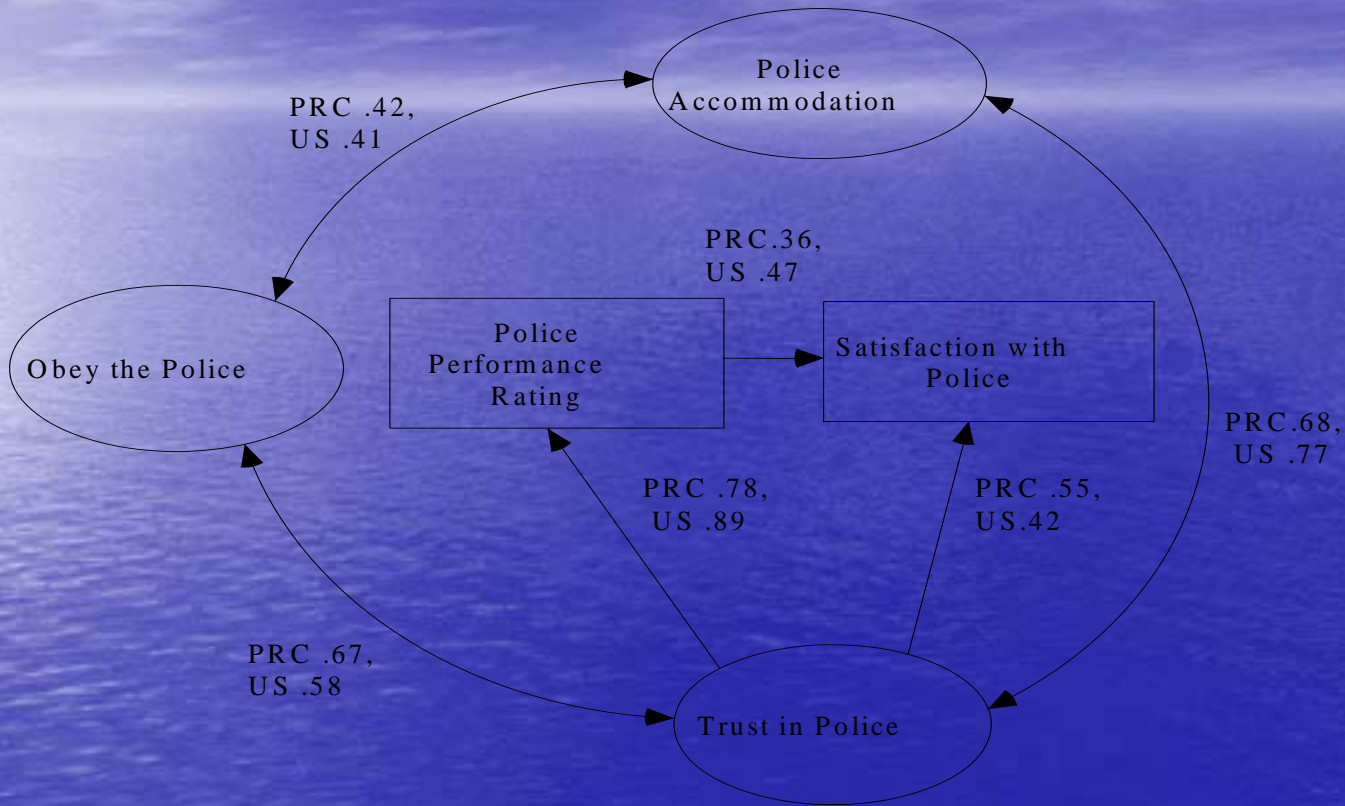 Police
Accommodation
PRC .42,
US .41
PRC.36,
US .47
Obey the Police
Police
Performance
Rating
Satisfaction with
Police
PRC.68,
US .77
PRC .78,
US .89
PRC .55,
US.42
PRC .67,
US .58
Trust in Police